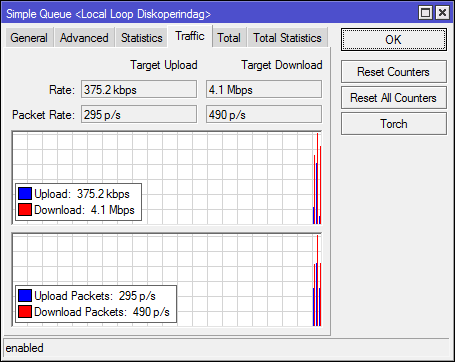 Simple Queue <Local Loop Diskoperindag>
General Advanced Statistics Traffic Total Total Statistics
OK
Reset Counters
Reset All Counters
Torch
Target Upload Target Download
Rate: 375.2 kbps 4.1 Mbps
Packet Rate: 295 p/s 490 p/s
Upload: 375.2 kbps
Download: 4.1 Mbps
Upload Packets: 295 p/s
Download Packets: 490 p/s
enabled